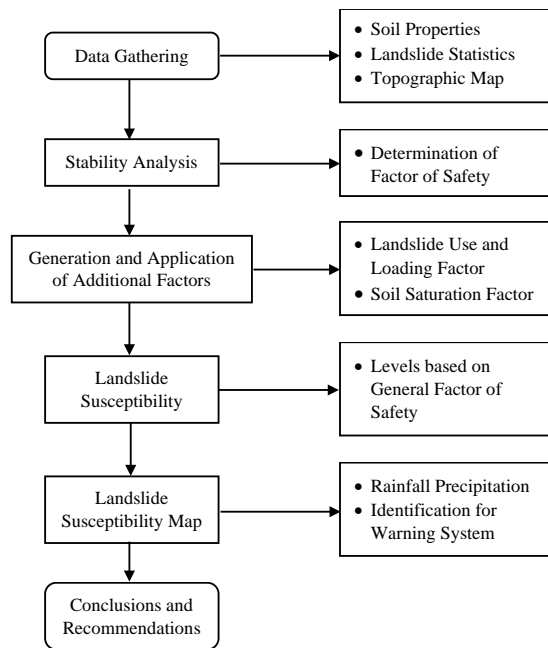 Data Gathering
• Soil Properties
• Landslide Statistics
• Topographic Map
Stability Analysis
• Determination of
Factor of Safety
Generation and Application
of Additional Factors
• Landslide Use and
Loading Factor
• Soil Saturation Factor
Landslide
Susceptibility
• Levels based on
General Factor of
Safety
Landslide
Susceptibility Map
• Rainfall Precipitation
• Identification for
Warning System
Conclusions and
Recommendations